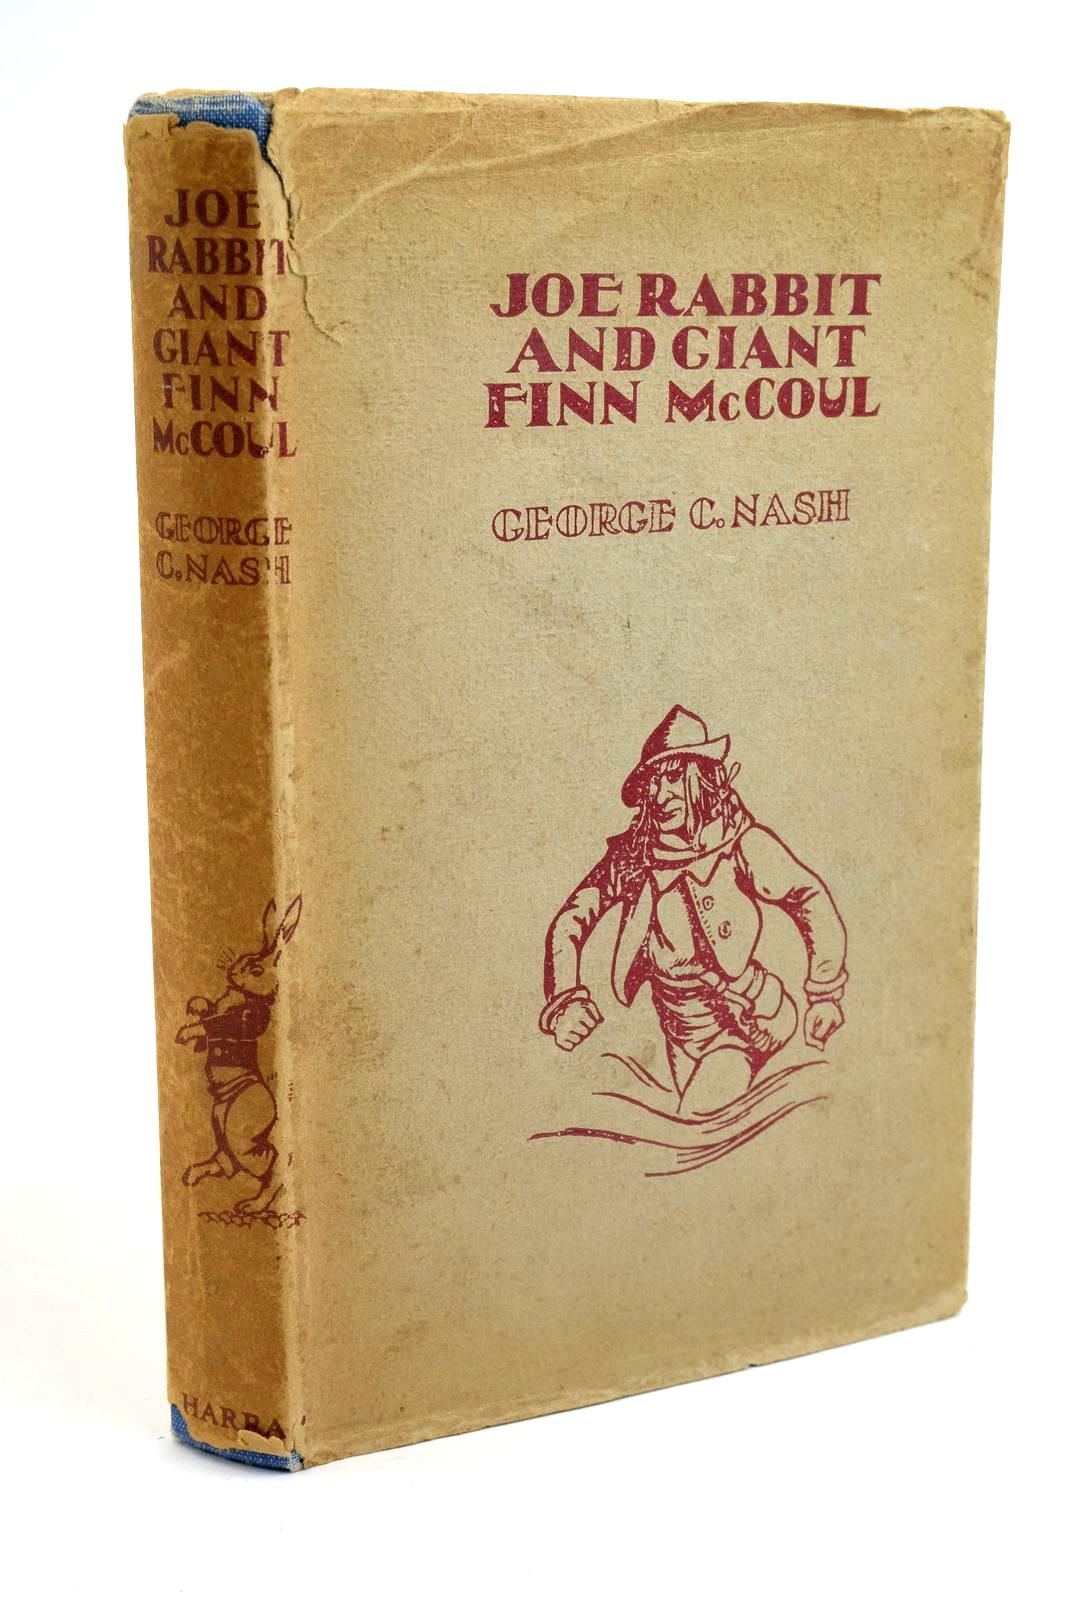 JOE
RABBIT
AND
GIANT
FINN
McCOUL
GEORGE
C. NASH
HARRA
JOE RABBIT
AND GIANT
FINN McCOUL
GEORGE C. NASH